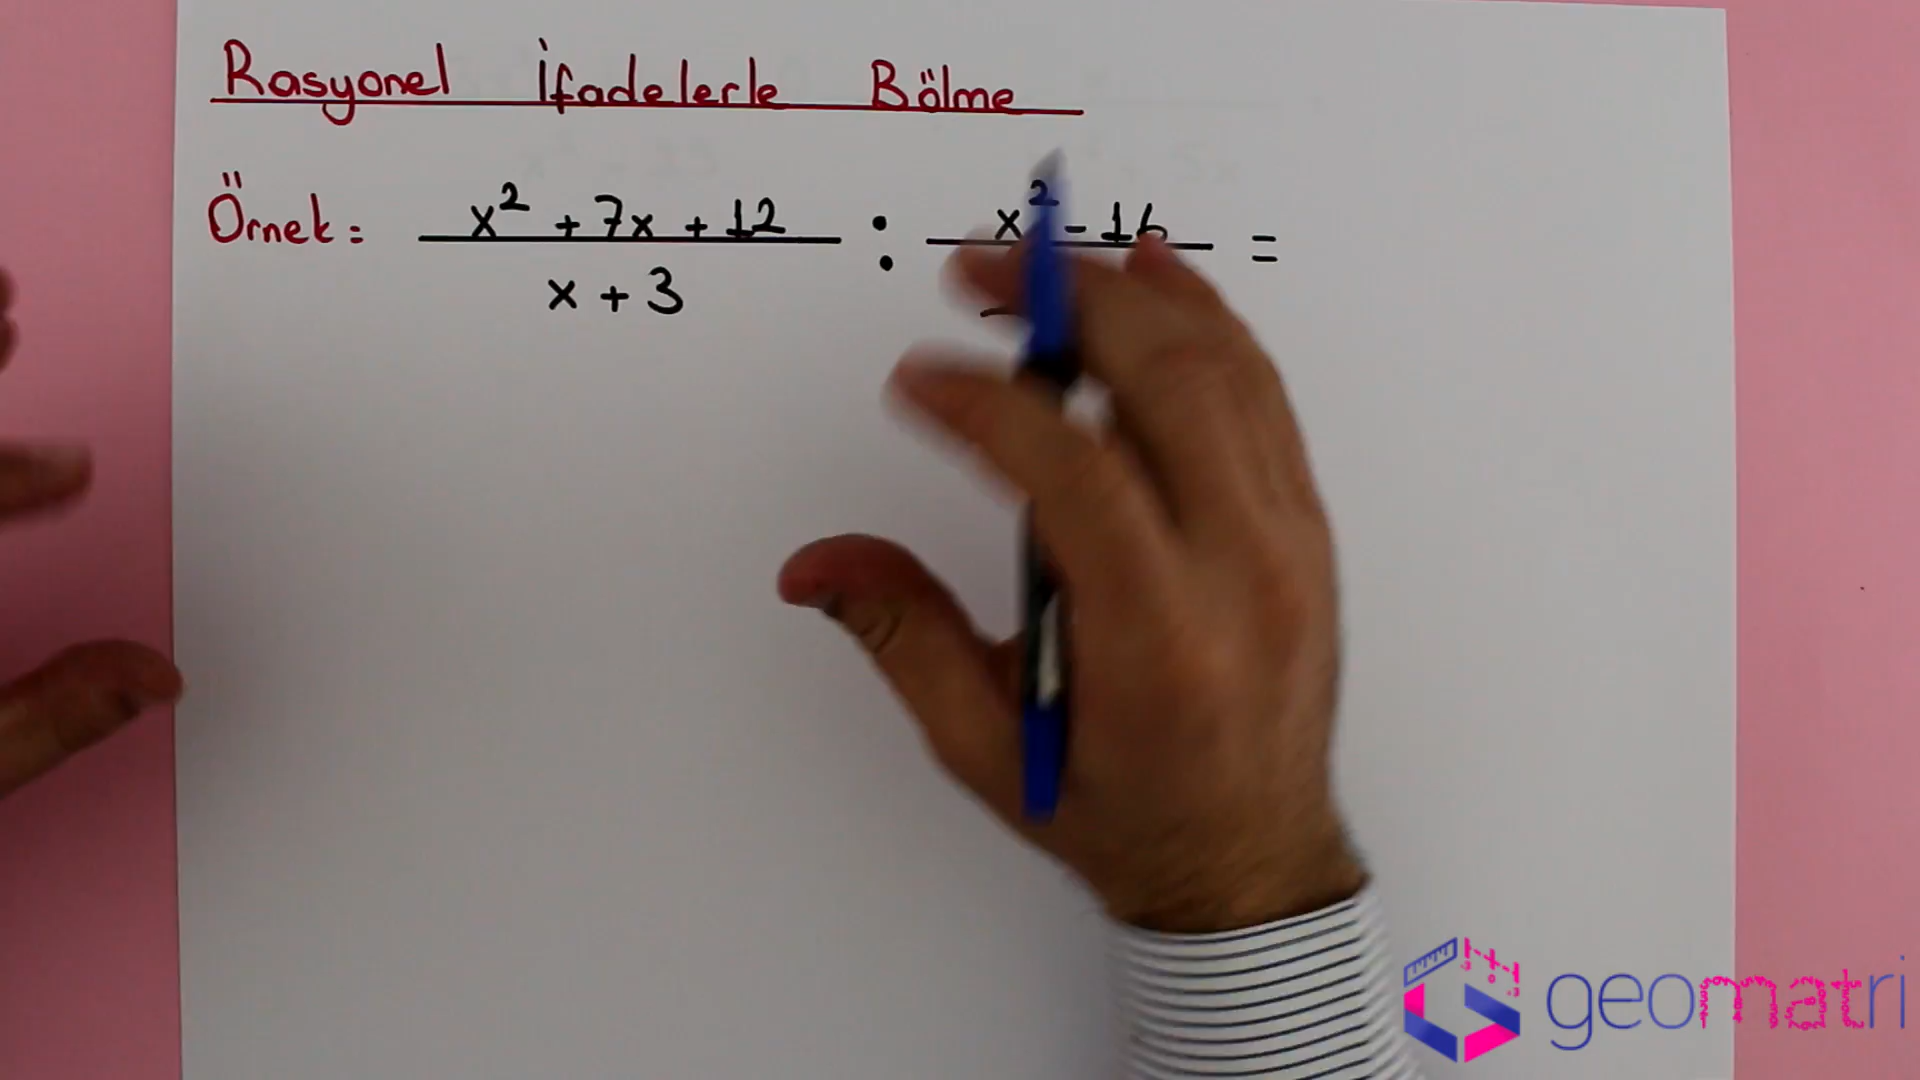 Rasyonel İfadelerle Bölme
Örnek: x² + 7x + 12 : x² - 16 =
x + 3
geomatri